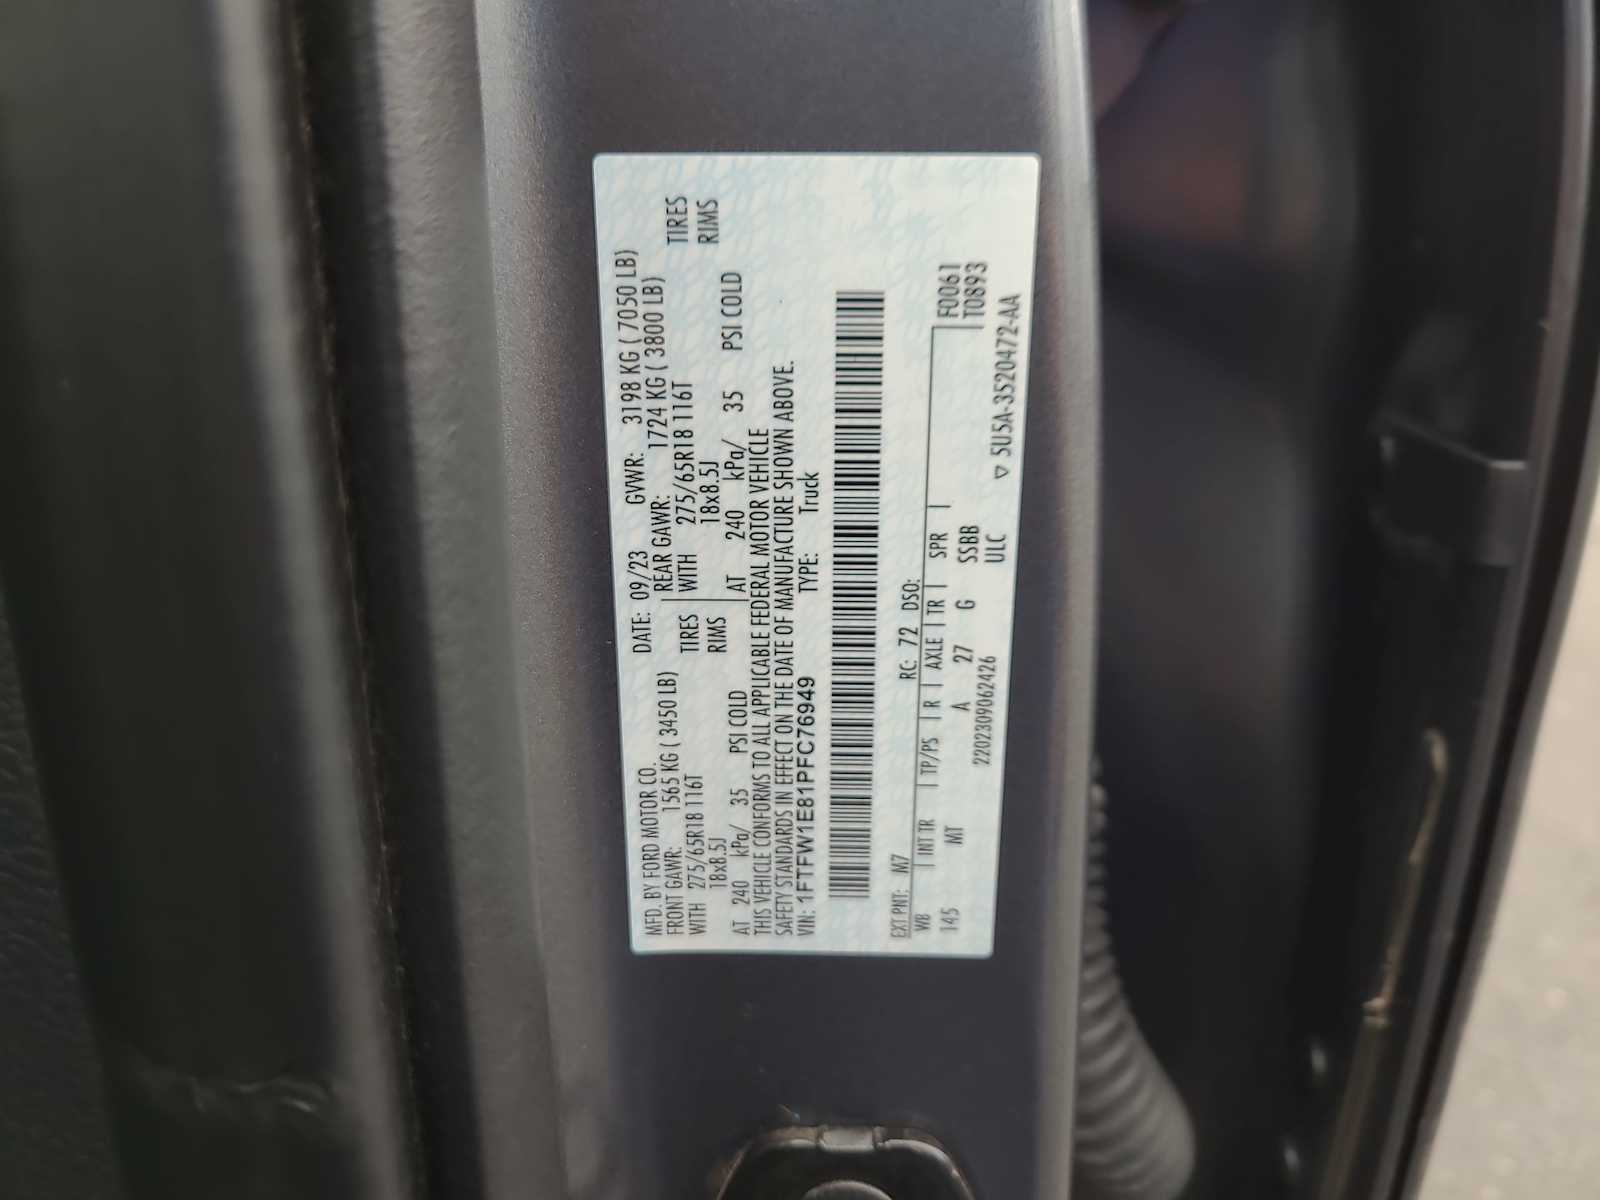 MFD. BY FORD MOTOR CO.
DATE: 09/23 GVWR: 3198 KG ( 7050 LB)
FRONT GAWR: 1565 KG ( 3450 LB)
REAR GAWR: 1724 KG ( 3800 LB)
WITH 275/65R18 116T TIRES
WITH 275/65R18 116T TIRES
18x8.5J RIMS
18x8.5J RIMS
AT 240 kPa/ 35 PSI COLD
AT 240 kPa/ 35 PSI COLD
THIS VEHICLE CONFORMS TO ALL APPLICABLE FEDERAL MOTOR VEHICLE
SAFETY STANDARDS IN EFFECT ON THE DATE OF MANUFACTURE SHOWN ABOVE.
VIN: 1FTFW1E81PFC76949 TYPE: Truck
EXT PNT: M7 RC: 72 DSO:
WB INT TR TP/PS R AXLE TR SPR F0061
145 MT A 27 G SSBB T0893
2202309062426 ULC ▽ 5U5A-3520472-AA